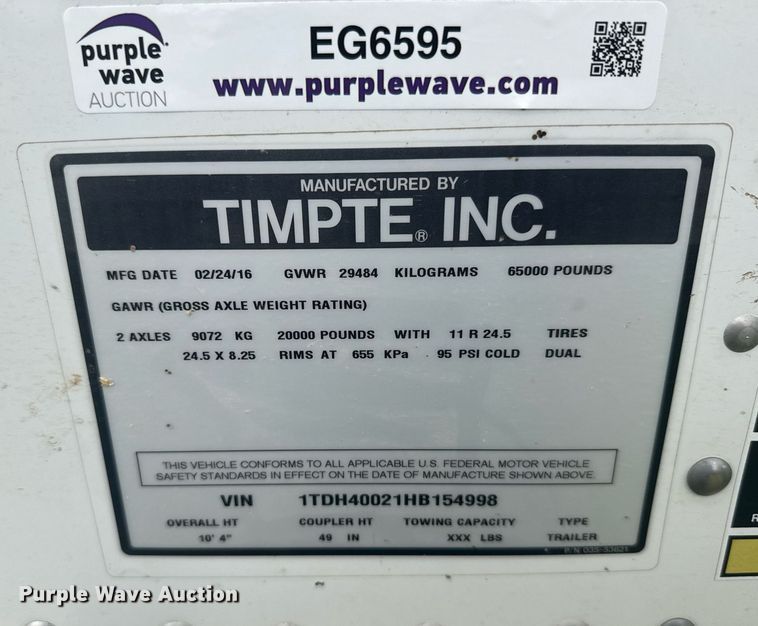 purple
wave
AUCTION
EG6595
www.purplewave.com
MANUFACTURED BY
TIMPTE® INC.
MFG DATE 02/24/16 GVWR 29484 KILOGRAMS 65000 POUNDS
GAWR (GROSS AXLE WEIGHT RATING)
2 AXLES 9072 KG 20000 POUNDS WITH 11 R 24.5 TIRES
24.5 X 8.25 RIMS AT 655 KPa 95 PSI COLD DUAL
THIS VEHICLE CONFORMS TO ALL APPLICABLE U.S. FEDERAL MOTOR VEHICLE
SAFETY STANDARDS IN EFFECT ON THE DATE OF MANUFACTURE SHOWN ABOVE.
VIN 1TDH40021HB154998
OVERALL HT COUPLER HT TOWING CAPACITY TYPE
10' 4" 49 IN XXX LBS TRAILER
P/N
Purple Wave Auction